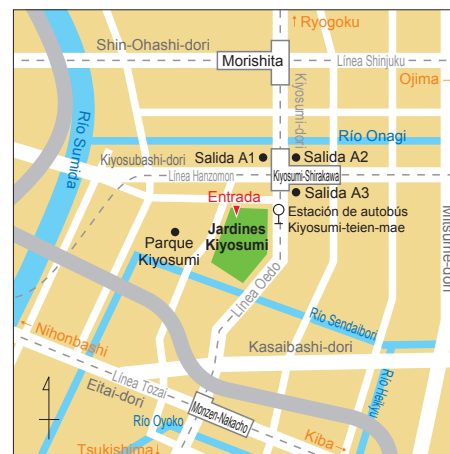 ↑Ryogoku
Shin-Ohashi-dori
Morishita
Línea Shinjuku
Ojima→
Kiyosumi-dori
Río Sumida
Río Onagi
Kiyosubashi-dori
Salida A1
Salida A2
Línea Hanzomon
Kiyosumi-Shirakawa
Salida A3
Entrada
Estación de autobús
Kiyosumi-teien-mae
Mitsume-dori
Jardines
Kiyosumi
Parque
Kiyosumi
Línea Oedo
Río Sendaibori
←Nihonbashi
Kasaibashi-dori
Línea Tozai
Eitai-dori
Río Heikyu
Monzen-Nakacho
Río Oyoko
Kiba→
Tsukishima↓